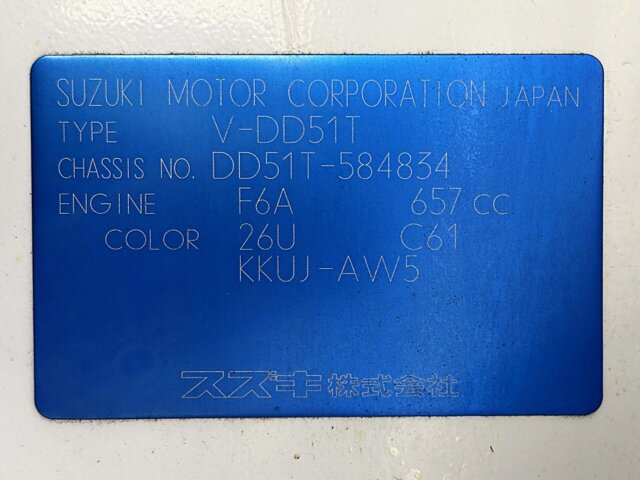 SUZUKI MOTOR CORPORATION JAPAN
TYPE V-DD51T
CHASSIS NO. DD51T-584834
ENGINE F6A 657 CC
COLOR 26U C61
KKUJ-AW5
スズキ株式会社